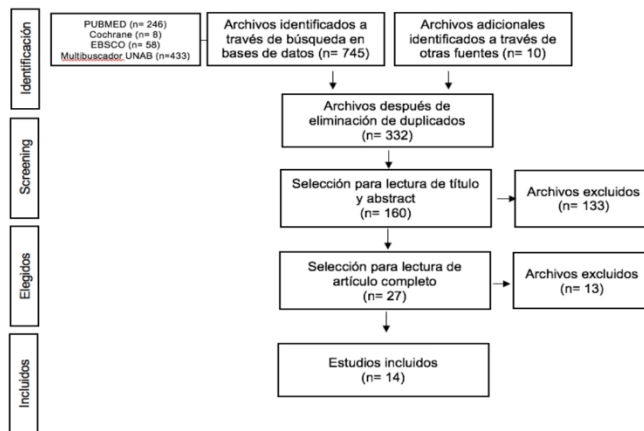 Identificación
PUBMED (n= 246)
Cochrane (n= 8)
EBSCO (n= 58)
Multibuscador UNAB (n=433)
Archivos identificados a
través de búsqueda en
bases de datos
(n= 745)
Archivos adicionales
identificados a través de
otras fuentes (n= 10)
Screening
Archivos después de
eliminación de duplicados
(n= 332)
Selección para lectura de título
y abstract
(n= 160)
Archivos excluidos
(n= 133)
Elegidos
Selección para lectura de
artículo completo
(n= 27)
Archivos excluidos
(n= 13)
Incluidos
Estudios incluidos
(n= 14)